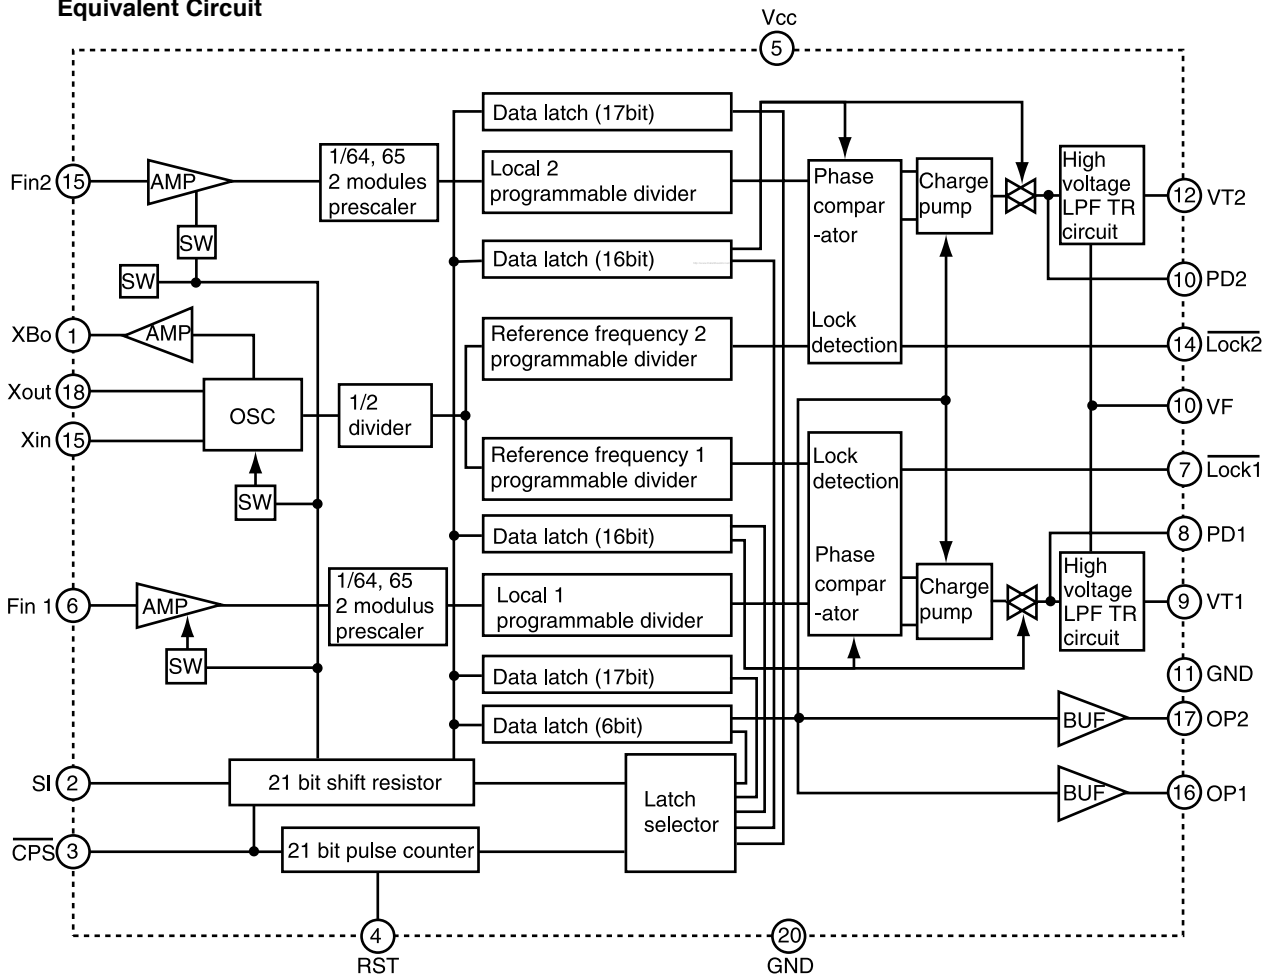 Equivalent Circuit
Vcc
5
Data latch (17bit)
Fin2
15
AMP
1/64, 65
2 modules
prescaler
Local 2
programmable divider
Phase
compar
-ator
Charge
pump
High
voltage
LPF TR
circuit
12
VT2
SW
SW
Data latch (16bit)
10
PD2
XBo
1
AMP
Reference frequency 2
programmable divider
Lock
detection
14
Lock2
Xout
18
OSC
1/2
divider
10
VF
Xin
15
Reference frequency 1
programmable divider
Lock
detection
7
Lock1
SW
Data latch (16bit)
8
PD1
Fin 1
6
AMP
1/64, 65
2 modulus
prescaler
Local 1
programmable divider
Phase
compar
-ator
Charge
pump
High
voltage
LPF TR
circuit
9
VT1
SW
Data latch (17bit)
11
GND
Data latch (6bit)
BUF
17
OP2
SI
2
21 bit shift resistor
Latch
selector
BUF
16
OP1
CPS
3
21 bit pulse counter
4
RST
20
GND